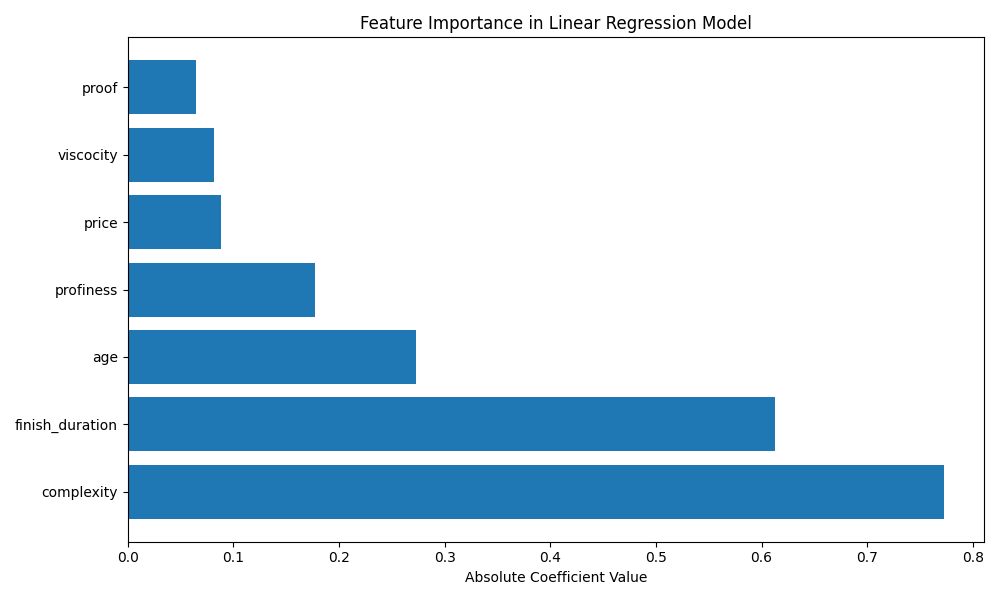 Feature Importance in Linear Regression Model
proof
viscocity
price
profiness
age
finish_duration
complexity
0.0 0.1 0.2 0.3 0.4 0.5 0.6 0.7 0.8
Absolute Coefficient Value